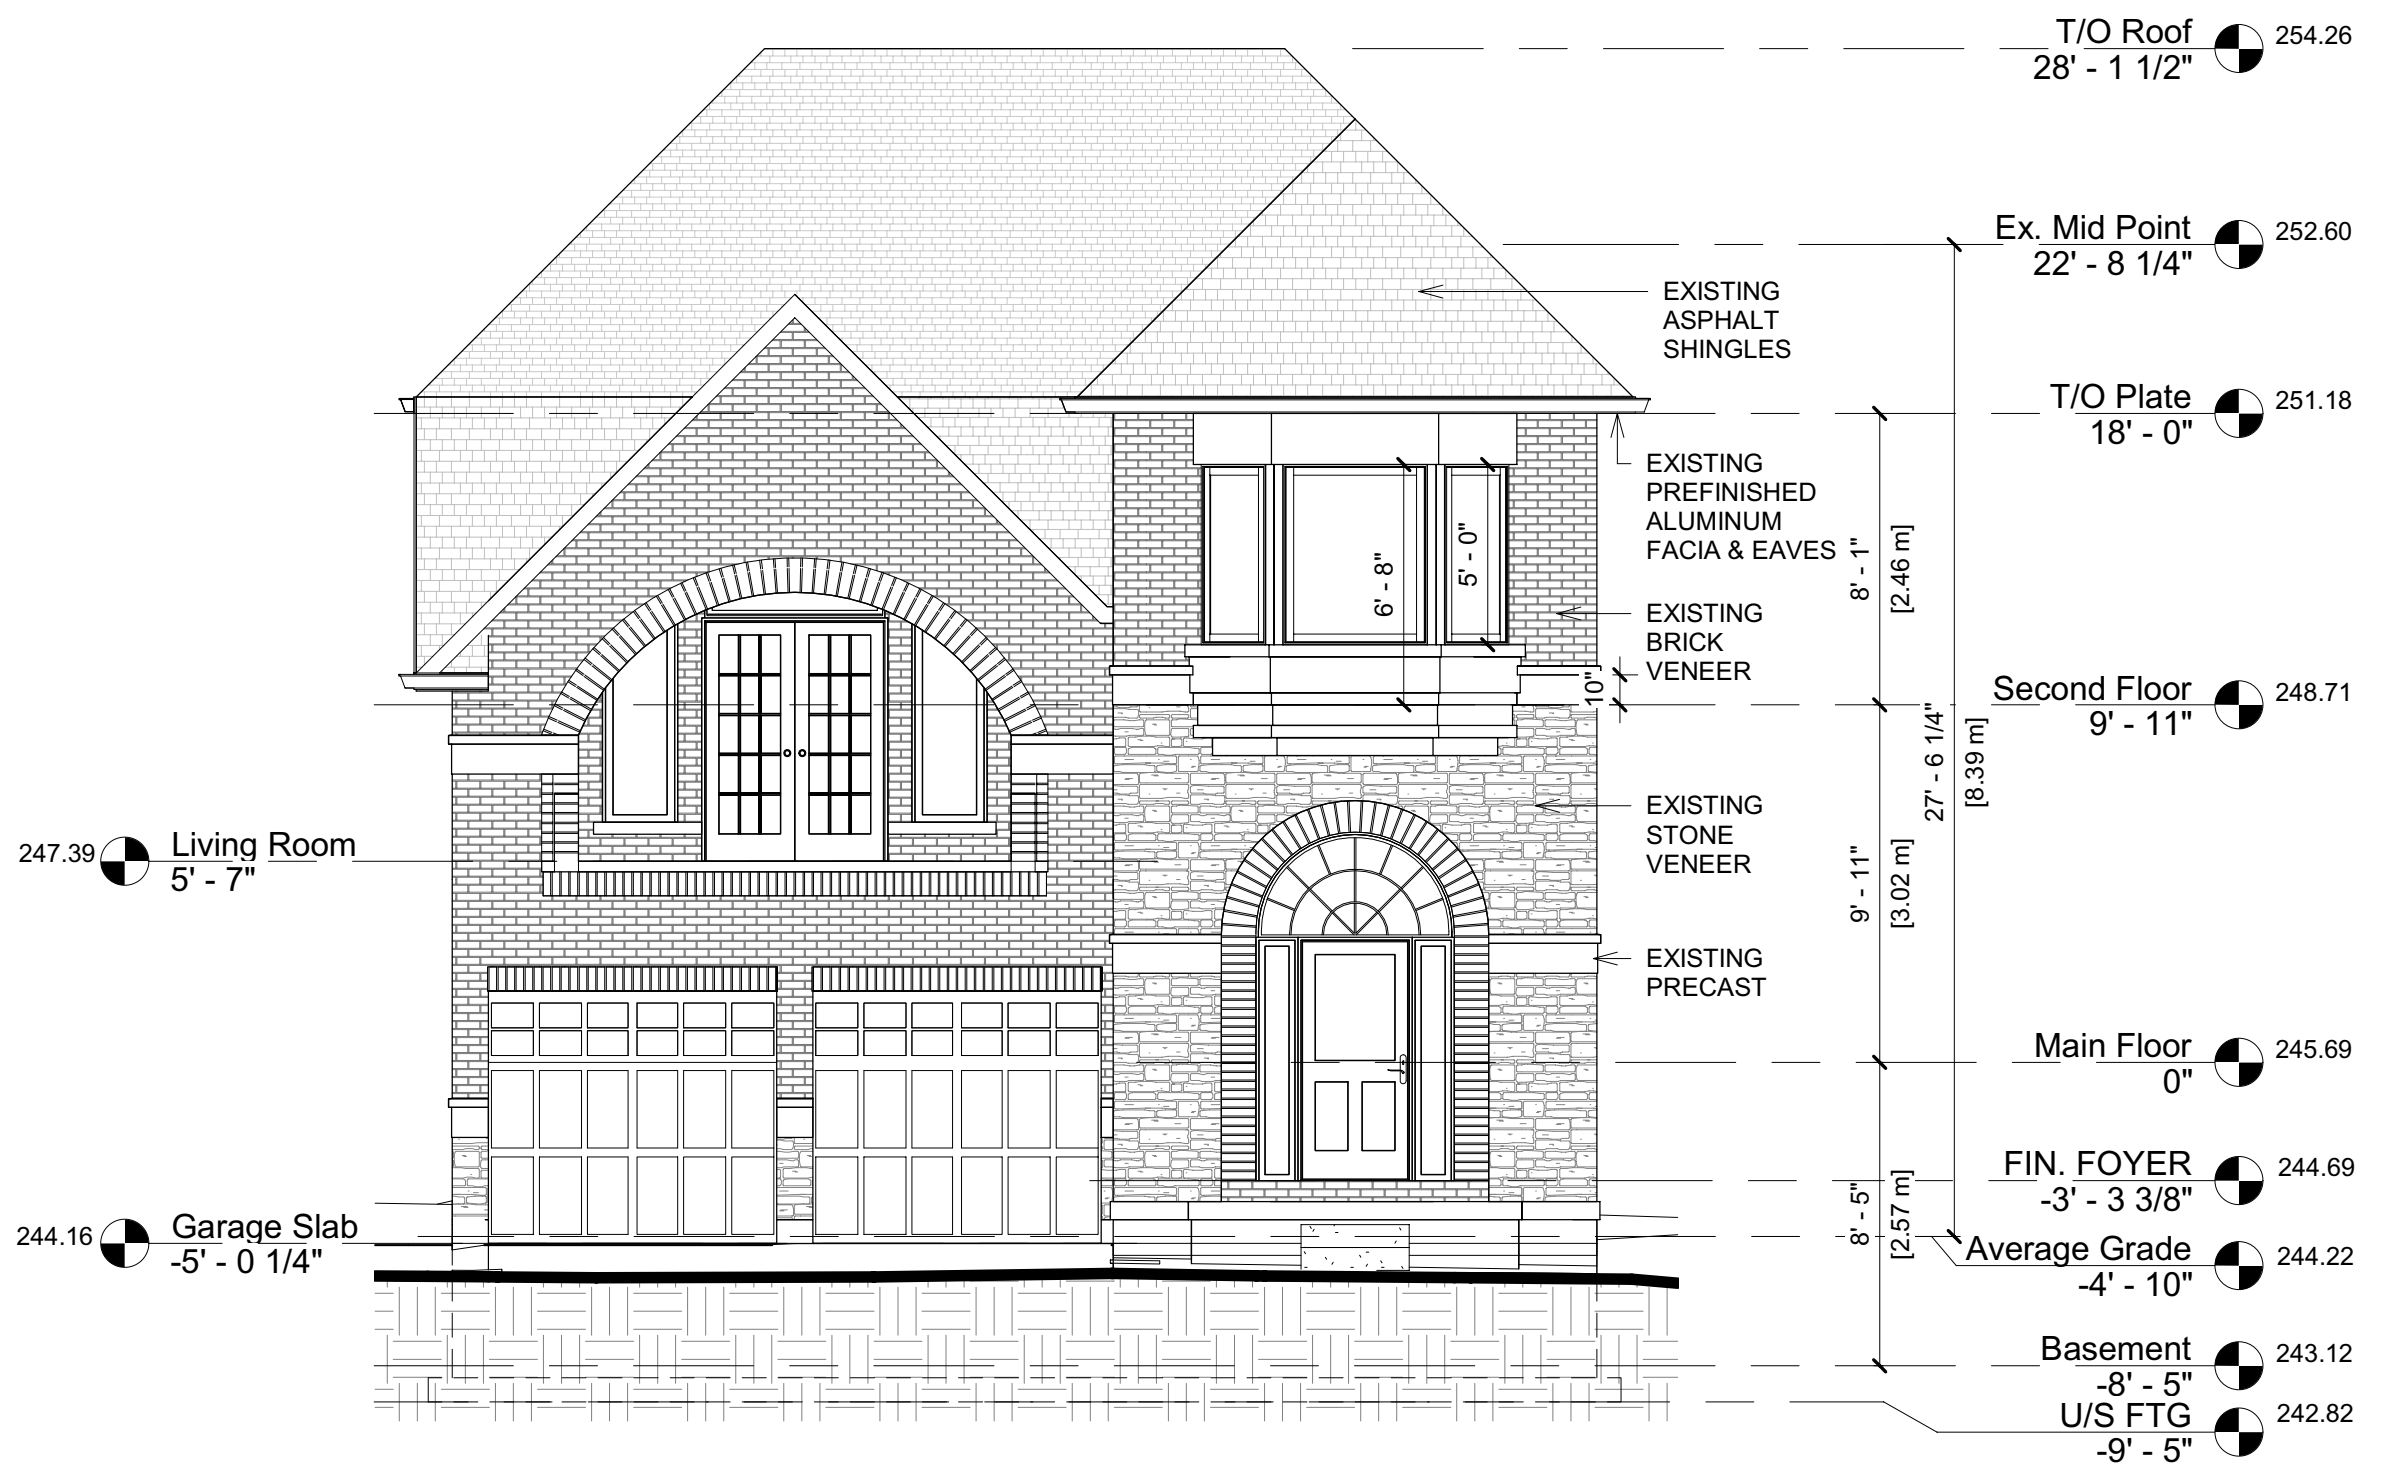 T/O Roof
28' - 1 1/2"
254.26
Ex. Mid Point
22' - 8 1/4"
252.60
EXISTING
ASPHALT
SHINGLES
T/O Plate
18' - 0"
251.18
EXISTING
PREFINISHED
ALUMINUM
FACIA & EAVES
6' - 8"
5' - 0"
8' - 1"
[2.46 m]
EXISTING
BRICK
VENEER
10"
Second Floor
9' - 11"
248.71
27' - 6 1/4"
[8.39 m]
EXISTING
STONE
VENEER
247.39
Living Room
5' - 7"
9' - 11"
[3.02 m]
EXISTING
PRECAST
Main Floor
0"
245.69
FIN. FOYER
-3' - 3 3/8"
244.69
8' - 5"
[2.57 m]
244.16
Garage Slab
-5' - 0 1/4"
Average Grade
-4' - 10"
244.22
Basement
-8' - 5"
243.12
U/S FTG
-9' - 5"
242.82